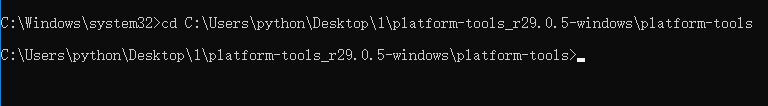 C:\Windows\system32>cd C:\Users\python\Desktop\1\platform-tools_r29.0.5-windows\platform-tools
C:\Users\python\Desktop\1\platform-tools_r29.0.5-windows\platform-tools>